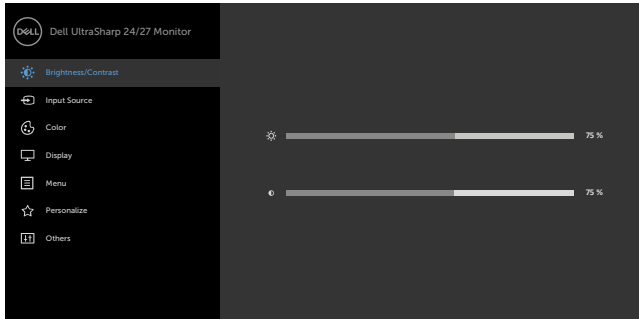 DELL
Dell UltraSharp 24/27 Monitor
Brightness/Contrast
Input Source
Color
Display
Menu
Personalize
Others
75 %
75 %